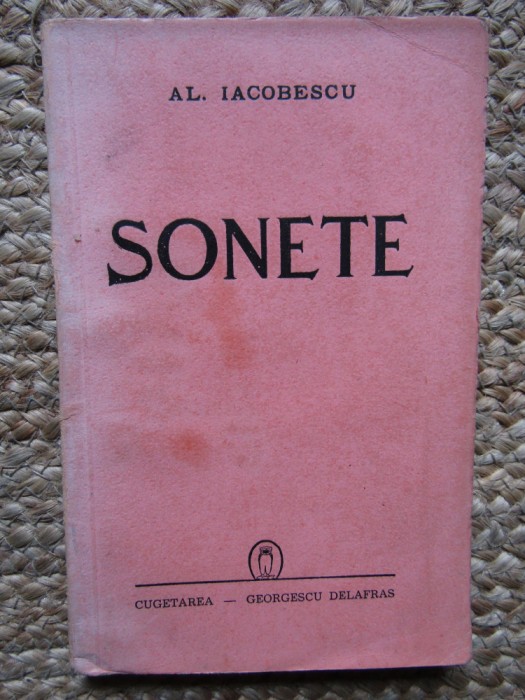 AL. IACOBESCU
SONETE
CUGETAREA — GEORGESCU DELAFRAS